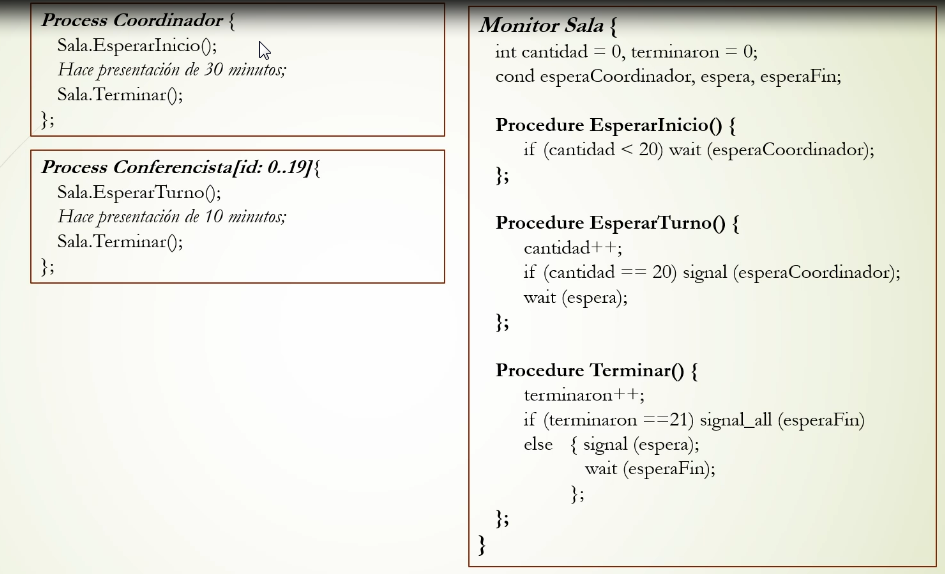 Process Coordinador {
Sala.EsperarInicio();
Hace presentación de 30 minutos;
Sala.Terminar();
};
Process Conferencista[id: 0..19]{
Sala.EsperarTurno();
Hace presentación de 10 minutos;
Sala.Terminar();
};
Monitor Sala {
int cantidad = 0, terminaron = 0;
cond esperaCoordinador, espera, esperaFin;
Procedure EsperarInicio() {
if (cantidad < 20) wait (esperaCoordinador);
};
Procedure EsperarTurno() {
cantidad++;
if (cantidad == 20) signal (esperaCoordinador);
wait (espera);
};
Procedure Terminar() {
terminaron++;
if (terminaron ==21) signal_all (esperaFin)
else { signal (espera);
wait (esperaFin);
};
};
}